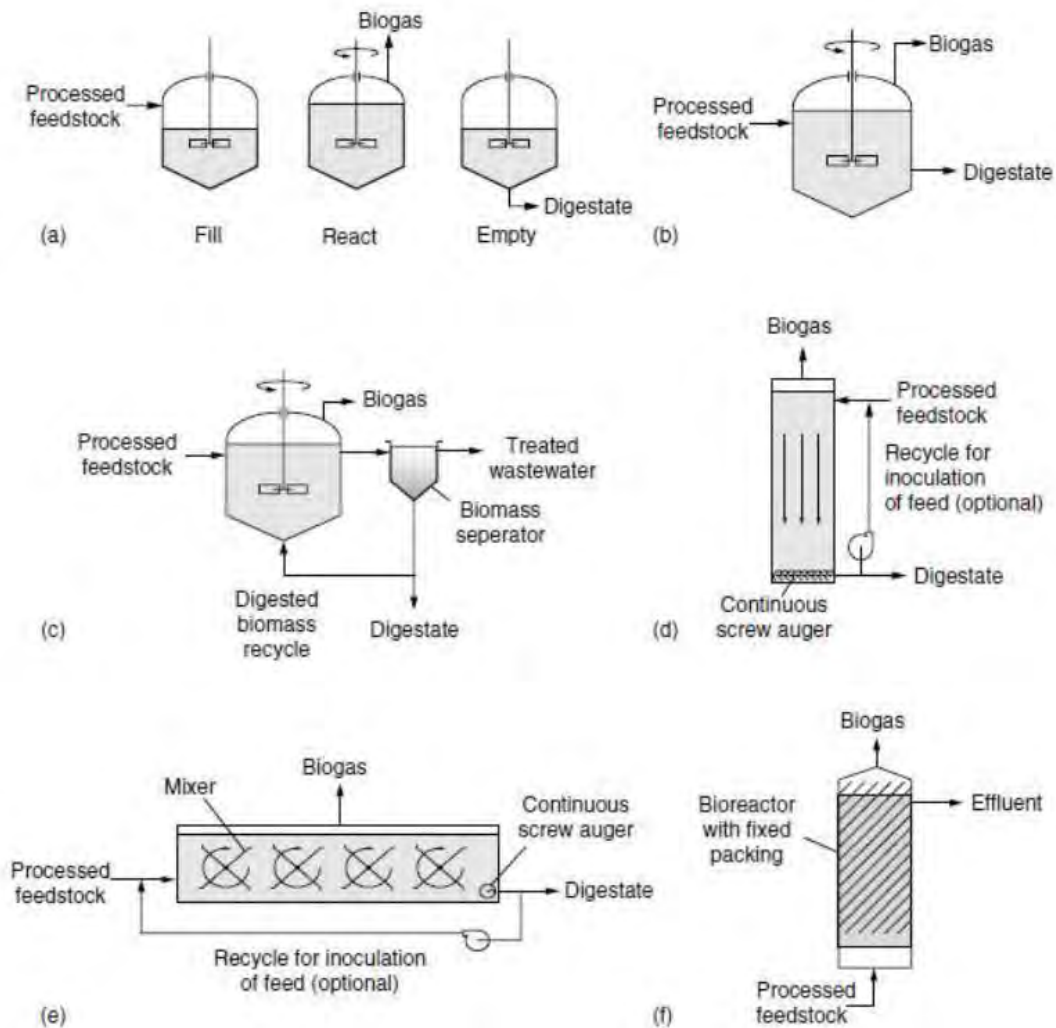 Biogas
Processed
feedstock
Digestate
(a)
Fill
React
Empty
Biogas
Processed
feedstock
Digestate
(b)
Biogas
Processed
feedstock
Treated
wastewater
Biomass
seperator
Digested
biomass
recycle
Digestate
(c)
Biogas
Processed
feedstock
Recycle for
inoculation
of feed (optional)
Digestate
Continuous
screw auger
(d)
Biogas
Mixer
Continuous
screw auger
Processed
feedstock
Digestate
Recycle for inoculation
of feed (optional)
(e)
Biogas
Effluent
Bioreactor
with fixed
packing
Processed
feedstock
(f)